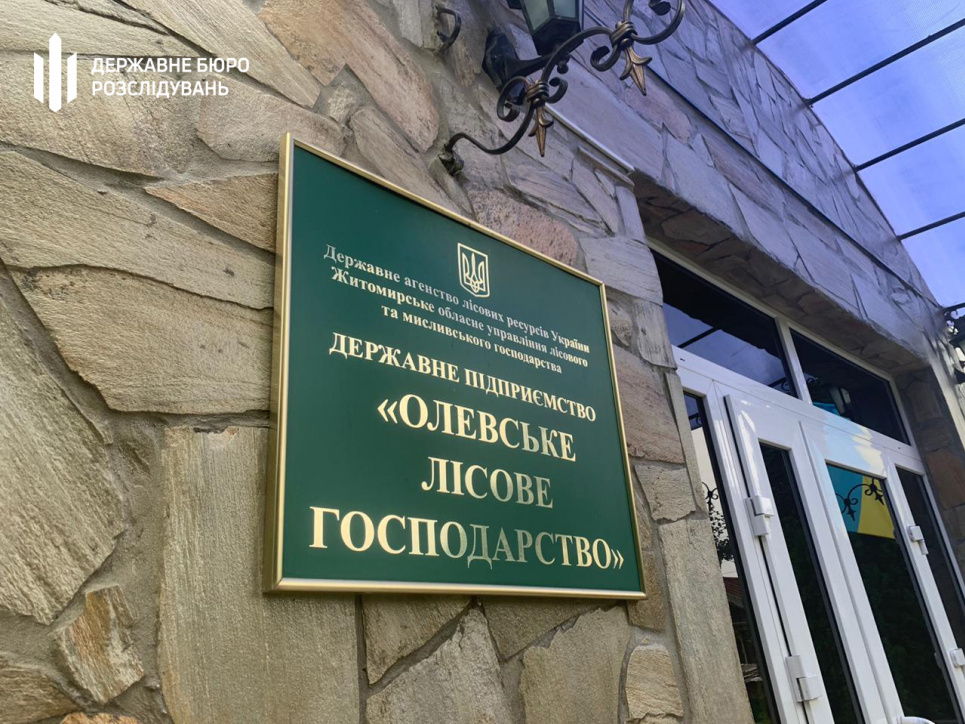 ДЕРЖАВНЕ БЮРО
РОЗСЛІДУВАНЬ
Державне агенство лісових ресурсів України
Житомирське обласне управління лісового
та мисливського господарства
ДЕРЖАВНЕ ПІДПРИЄМСТВО
«ОЛЕВСЬКЕ
ЛІСОВЕ
ГОСПОДАРСТВО»